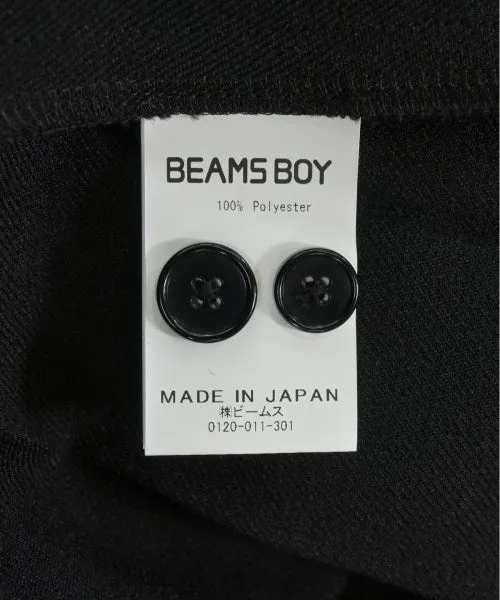 BEAMS BOY
100% Polyester
MADE IN JAPAN
㈱ビームス
0120-011-301